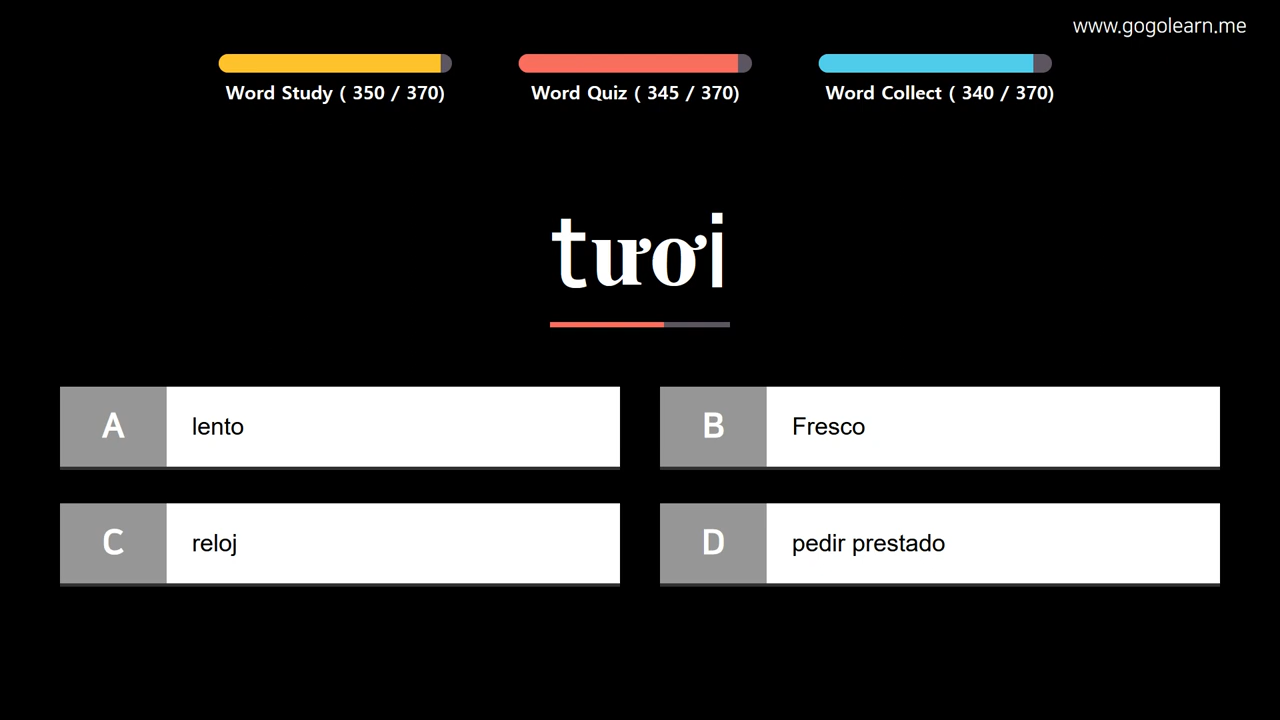 www.gogolearn.me
Word Study ( 350 / 370)
Word Quiz ( 345 / 370)
Word Collect ( 340 / 370)
tươi
A lento
B Fresco
C reloj
D pedir prestado